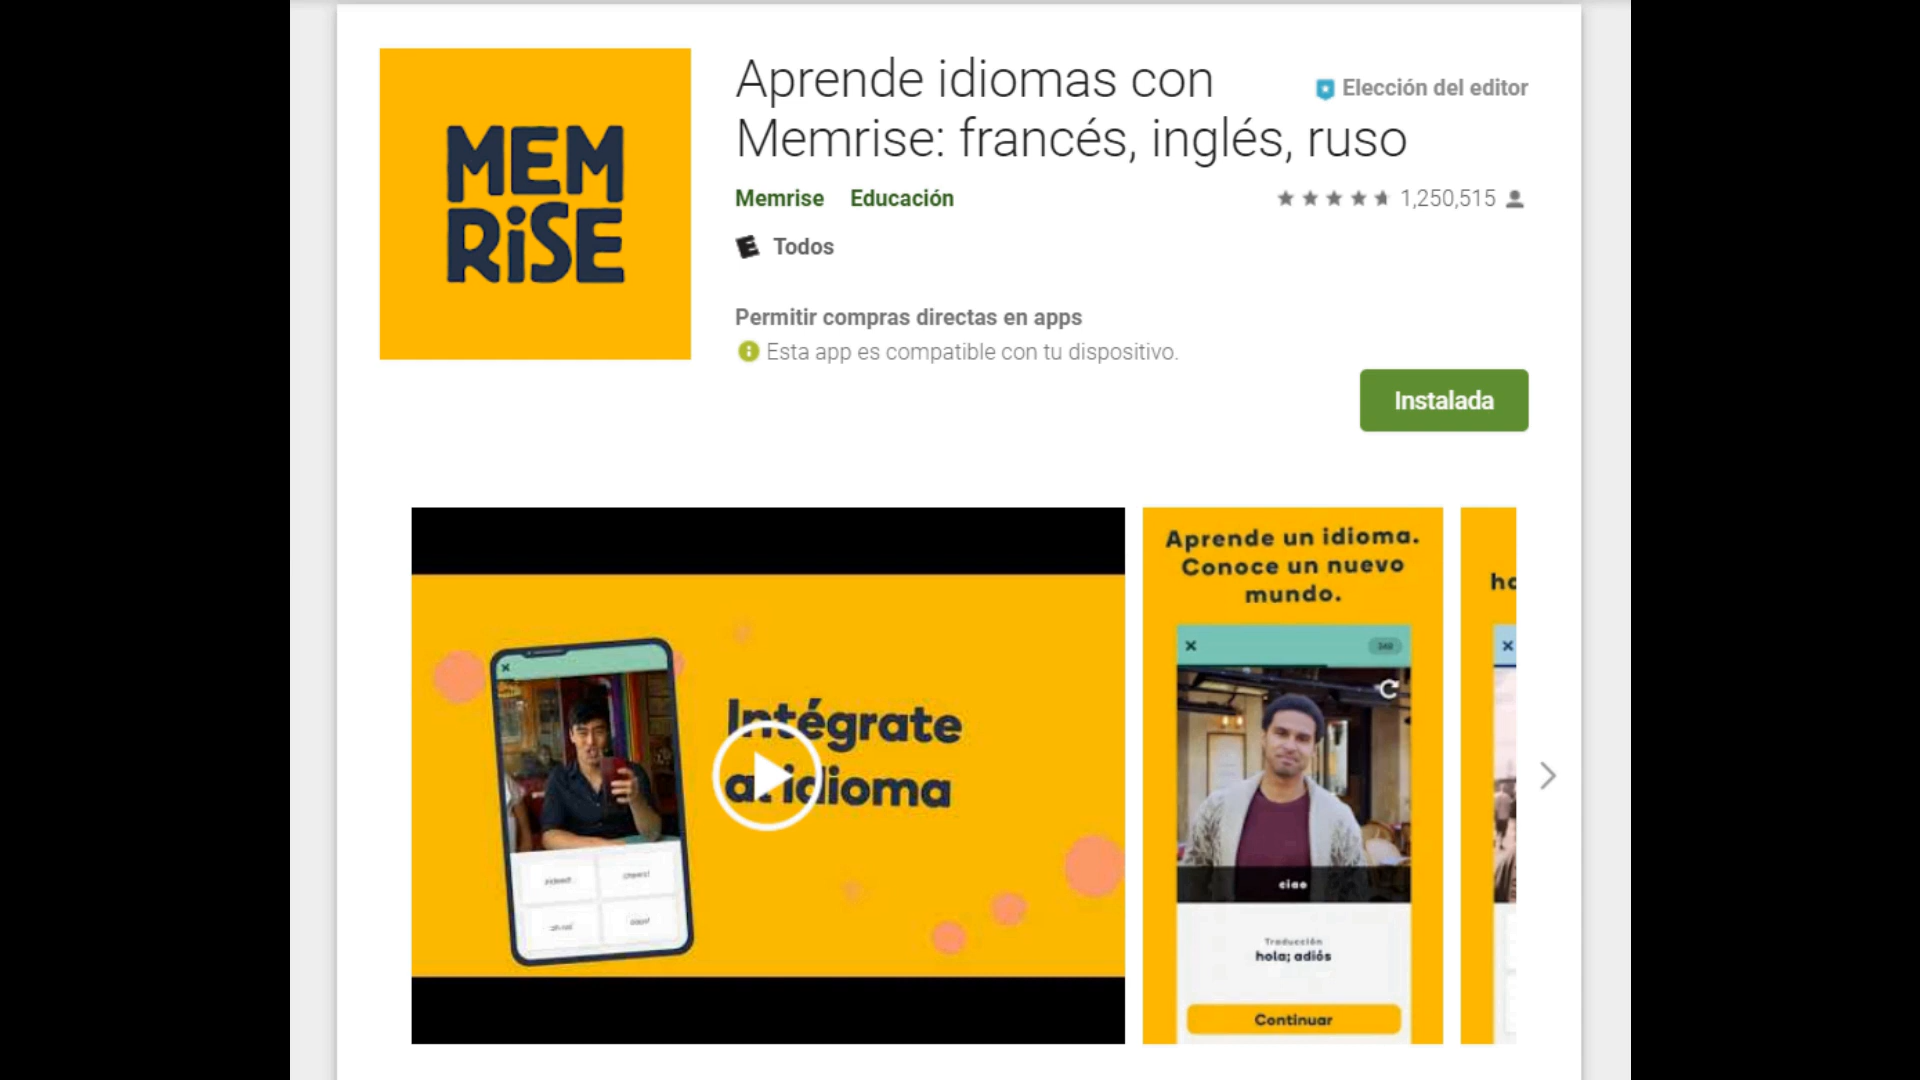 MEM
RiSE
Aprende idiomas con
Memrise: francés, inglés, ruso
Elección del editor
Memrise Educación
1,250,515
E Todos
Permitir compras directas en apps
Esta app es compatible con tu dispositivo.
Instalada
Intégrate
al idioma
Aprende un idioma.
Conoce un nuevo
mundo.
ciao
Traducción
hola; adiós
Continuar